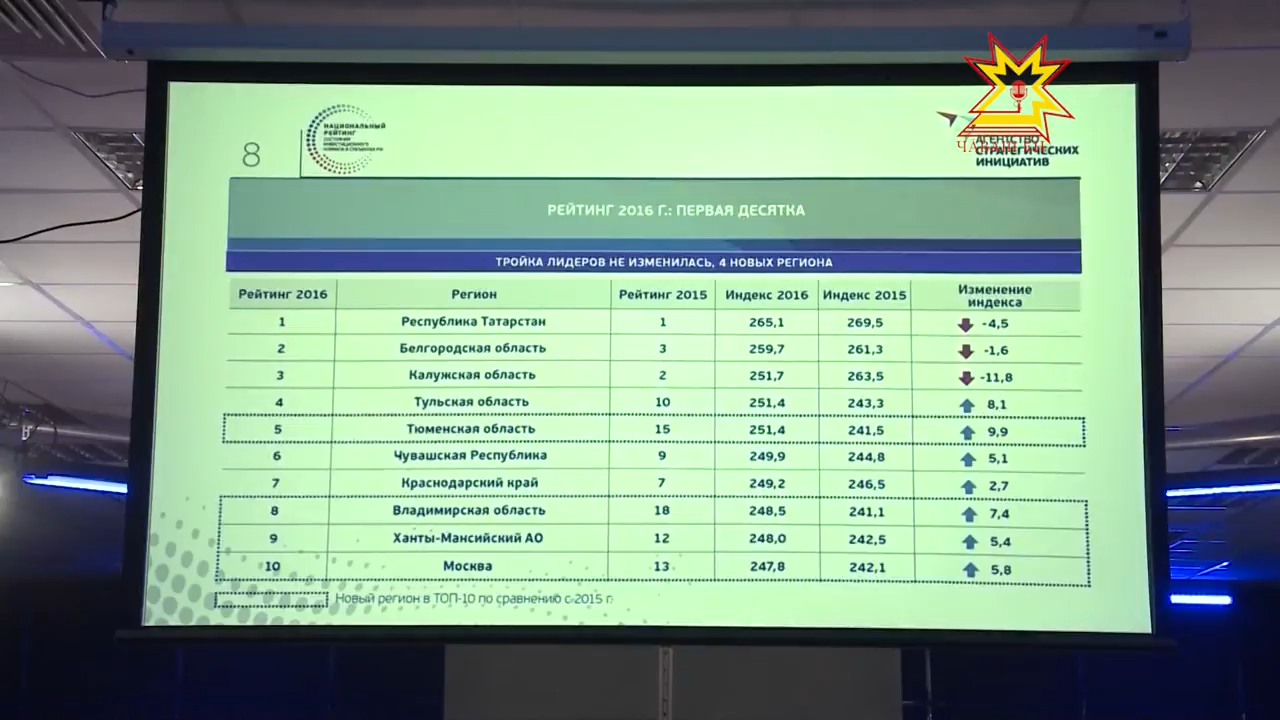 8
НАЦИОНАЛЬНЫЙ
РЕЙТИНГ
СОСТОЯНИЯ
ИНВЕСТИЦИОННОГО
КЛИМАТА В СУБЪЕКТАХ РФ
АГЕНТСТВО
СТРАТЕГИЧЕСКИХ
ИНИЦИАТИВ
РЕЙТИНГ 2016 Г.: ПЕРВАЯ ДЕСЯТКА
ТРОЙКА ЛИДЕРОВ НЕ ИЗМЕНИЛАСЬ, 4 НОВЫХ РЕГИОНА
Рейтинг 2016 Регион Рейтинг 2015 Индекс 2016 Индекс 2015 Изменение
индекса
1 Республика Татарстан 1 265,1 269,5 -4,5
2 Белгородская область 3 259,7 261,3 -1,6
3 Калужская область 2 251,7 263,5 -11,8
4 Тульская область 10 251,4 243,3 8,1
5 Тюменская область 15 251,4 241,5 9,9
6 Чувашская Республика 9 249,9 244,8 5,1
7 Краснодарский край 7 249,2 246,5 2,7
8 Владимирская область 18 248,5 241,1 7,4
9 Ханты-Мансийский АО 12 248,0 242,5 5,4
10 Москва 13 247,8 242,1 5,8
Новый регион в ТОП-10 по сравнению с 2015 г.